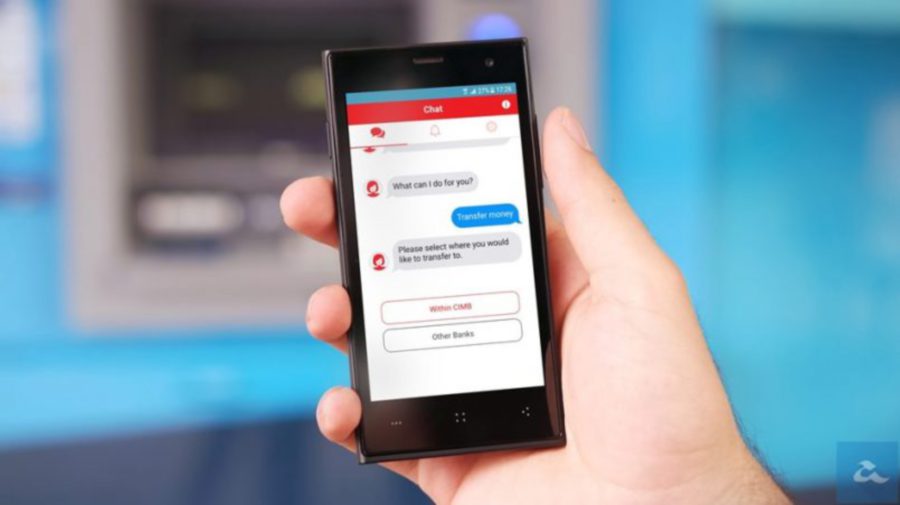 37% 17:26
Chat
What can I do for you?
Transfer money
Please select where you would
like to transfer to.
Within CIMB
Other Banks